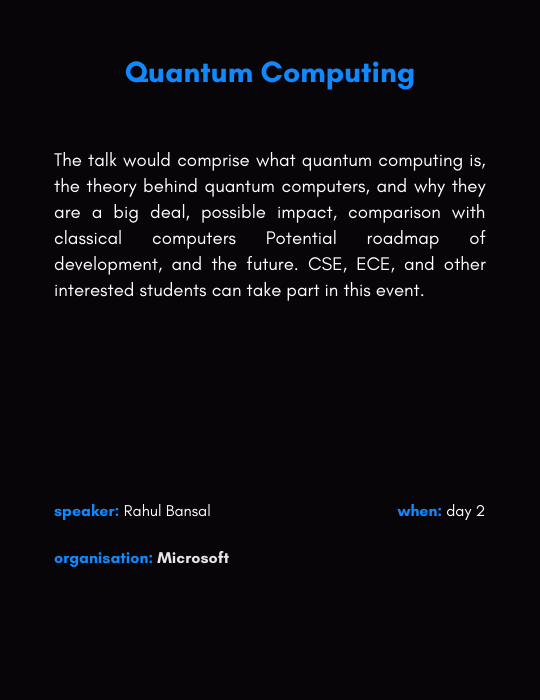 Quantum Computing
The talk would comprise what quantum computing is,
the theory behind quantum computers, and why they
are a big deal, possible impact, comparison with
classical computers Potential roadmap of
development, and the future. CSE, ECE, and other
interested students can take part in this event.
speaker: Rahul Bansal when: day 2
organisation: Microsoft